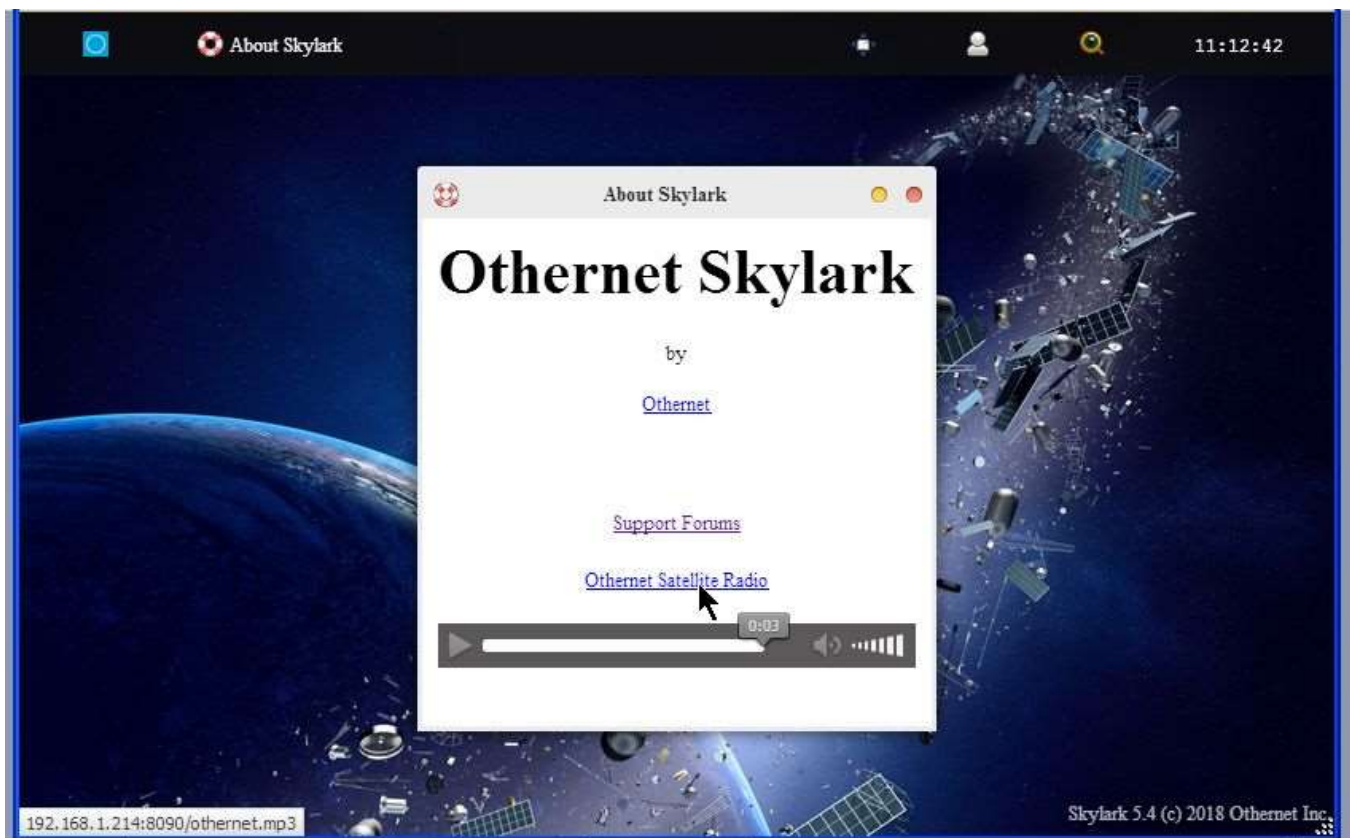 About Skylark
11:12:42
About Skylark
Othernet Skylark
by
Othernet
Support Forums
Othernet Satellite Radio
0:03
192.168.1.214:8090/othernet.mp3
Skylark 5.4 (c) 2018 Othernet Inc.